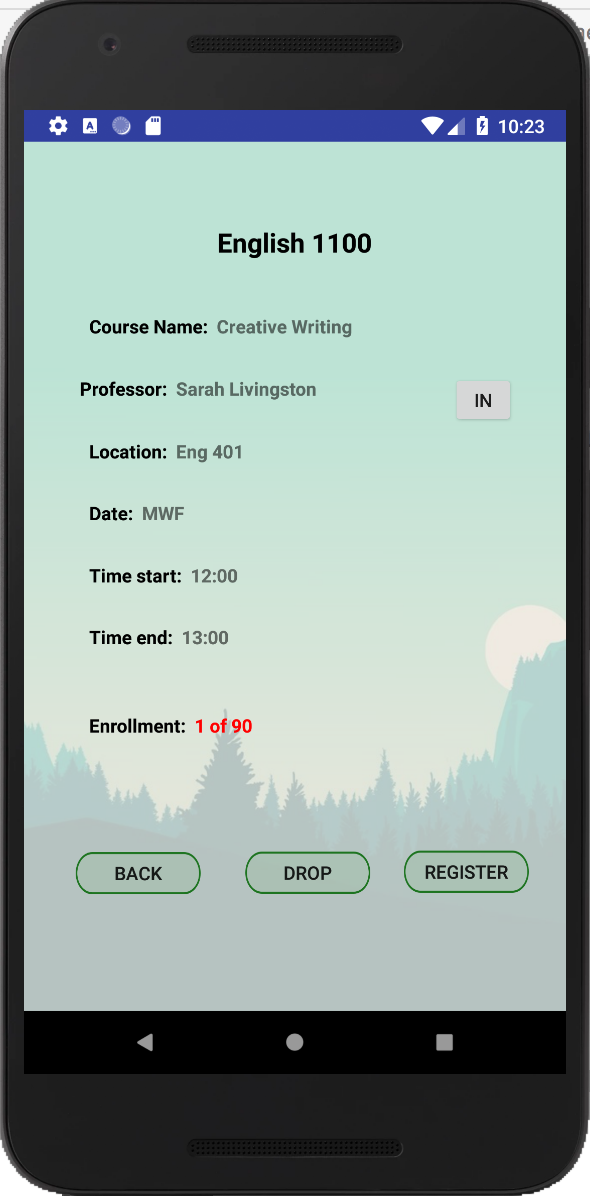 10:23
English 1100
Course Name: Creative Writing
Professor: Sarah Livingston
IN
Location: Eng 401
Date: MWF
Time start: 12:00
Time end: 13:00
Enrollment: 1 of 90
BACK DROP REGISTER